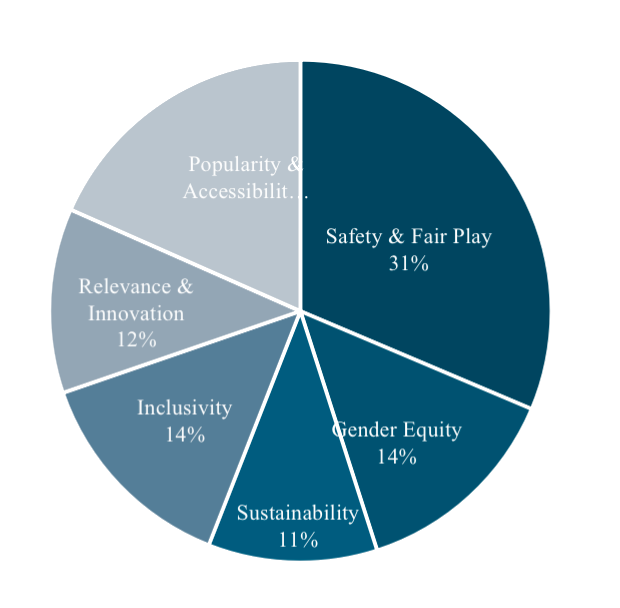 Popularity &
Accessibilit...
Safety & Fair Play
31%
Relevance &
Innovation
12%
Inclusivity
14%
Gender Equity
14%
Sustainability
11%